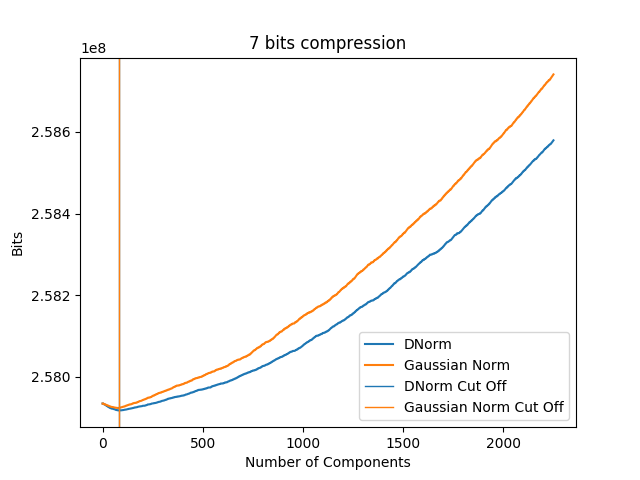 7 bits compression
1e8
2.586
2.584
2.582
2.580
Bits
0
500
1000
1500
2000
Number of Components
DNorm
Gaussian Norm
DNorm Cut Off
Gaussian Norm Cut Off